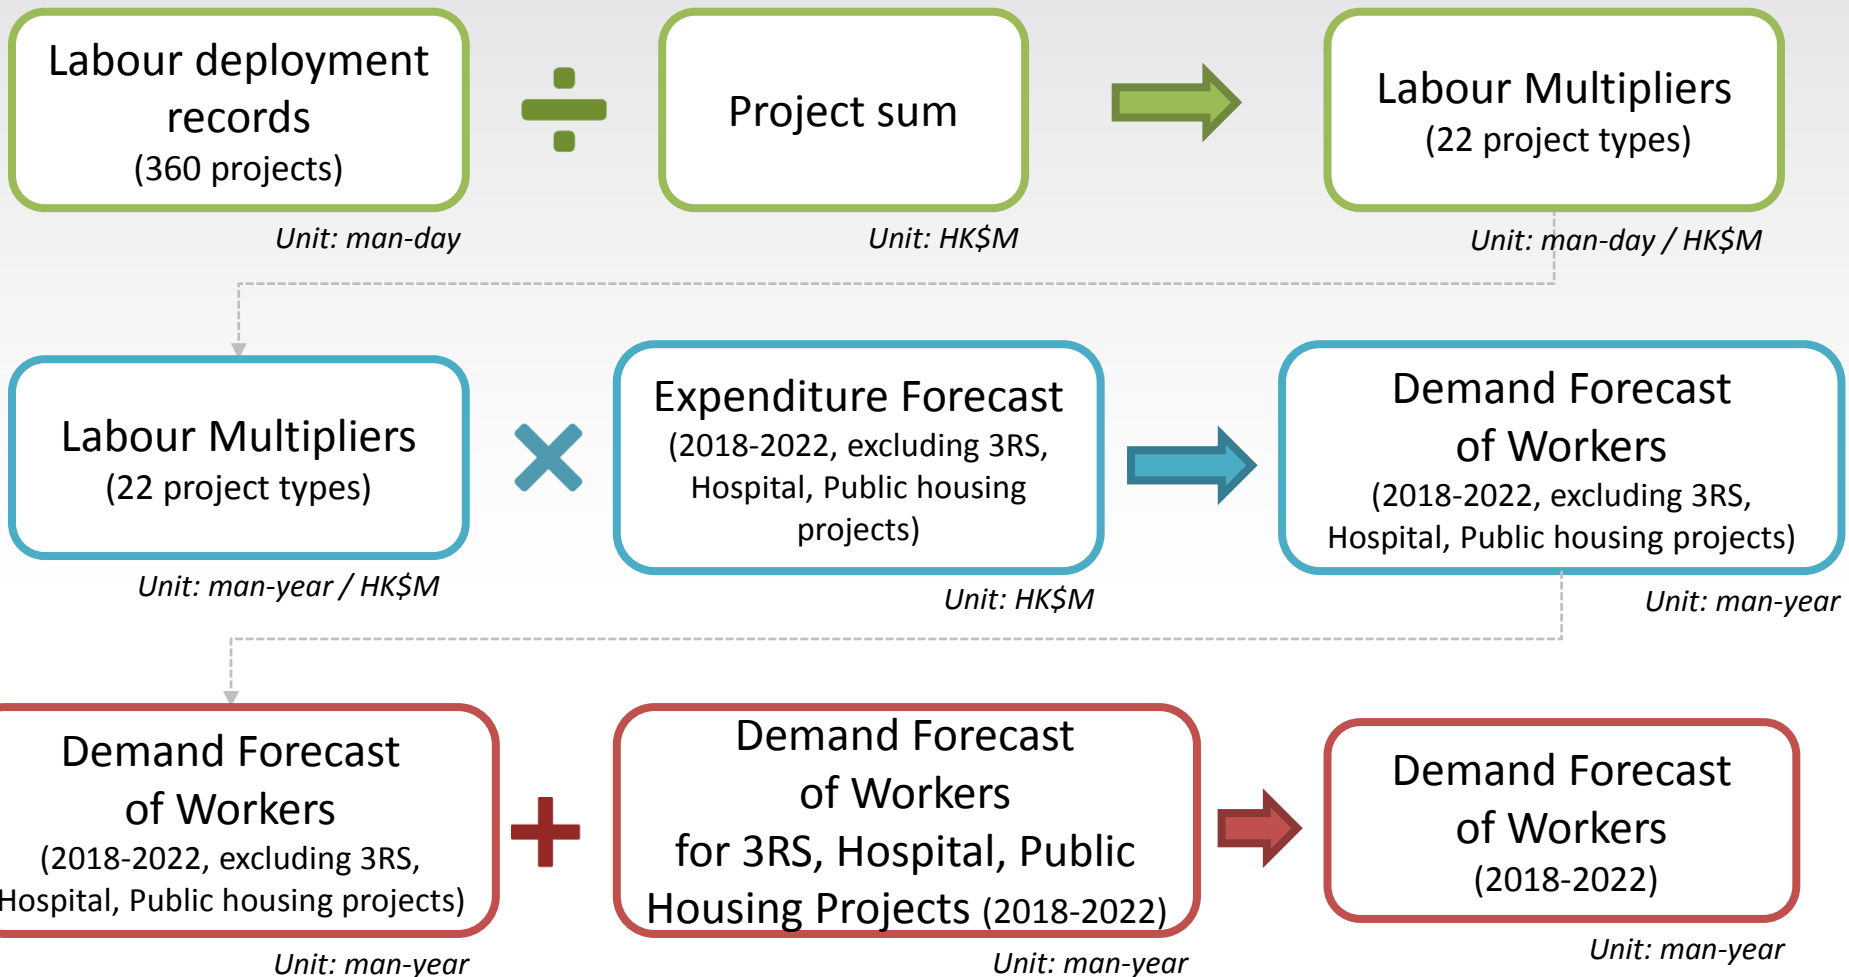 Labour deployment
records
(360 projects)
Unit: man-day
Project sum
Unit: HK$M
Labour Multipliers
(22 project types)
Unit: man-day / HK$M
Labour Multipliers
(22 project types)
Unit: man-year / HK$M
Expenditure Forecast
(2018-2022, excluding 3RS,
Hospital, Public housing
projects)
Unit: HK$M
Demand Forecast
of Workers
(2018-2022, excluding 3RS,
Hospital, Public housing projects)
Unit: man-year
Demand Forecast
of Workers
(2018-2022, excluding 3RS,
Hospital, Public housing projects)
Unit: man-year
Demand Forecast
of Workers
for 3RS, Hospital, Public
Housing Projects (2018-2022)
Unit: man-year
Demand Forecast
of Workers
(2018-2022)
Unit: man-year